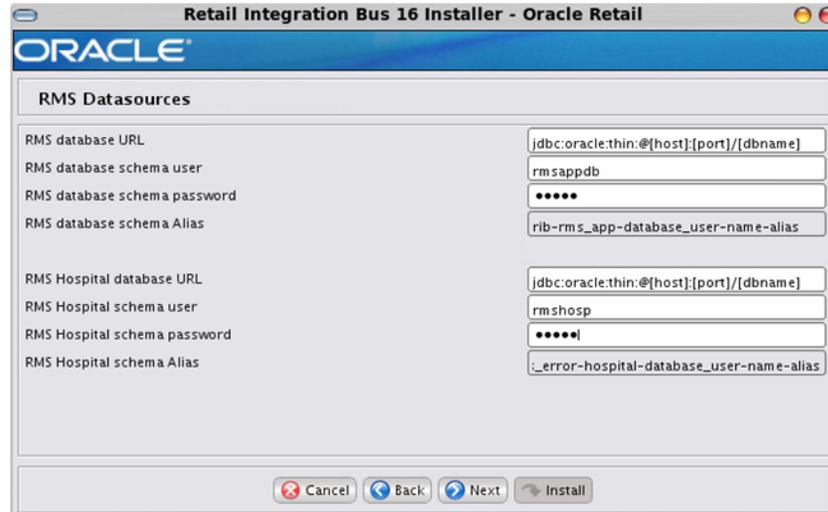 Retail Integration Bus 16 Installer - Oracle Retail
ORACLE
RMS Datasources
RMS database URL jdbc:oracle:thin:@[host]:[port]/[dbname]
RMS database schema user rmsappdb
RMS database schema password •••••
RMS database schema Alias rib-rms_app-database_user-name-alias
RMS Hospital database URL jdbc:oracle:thin:@[host]:[port]/[dbname]
RMS Hospital schema user rmshosp
RMS Hospital schema password •••••
RMS Hospital schema Alias :_error-hospital-database_user-name-alias
Cancel Back Next Install